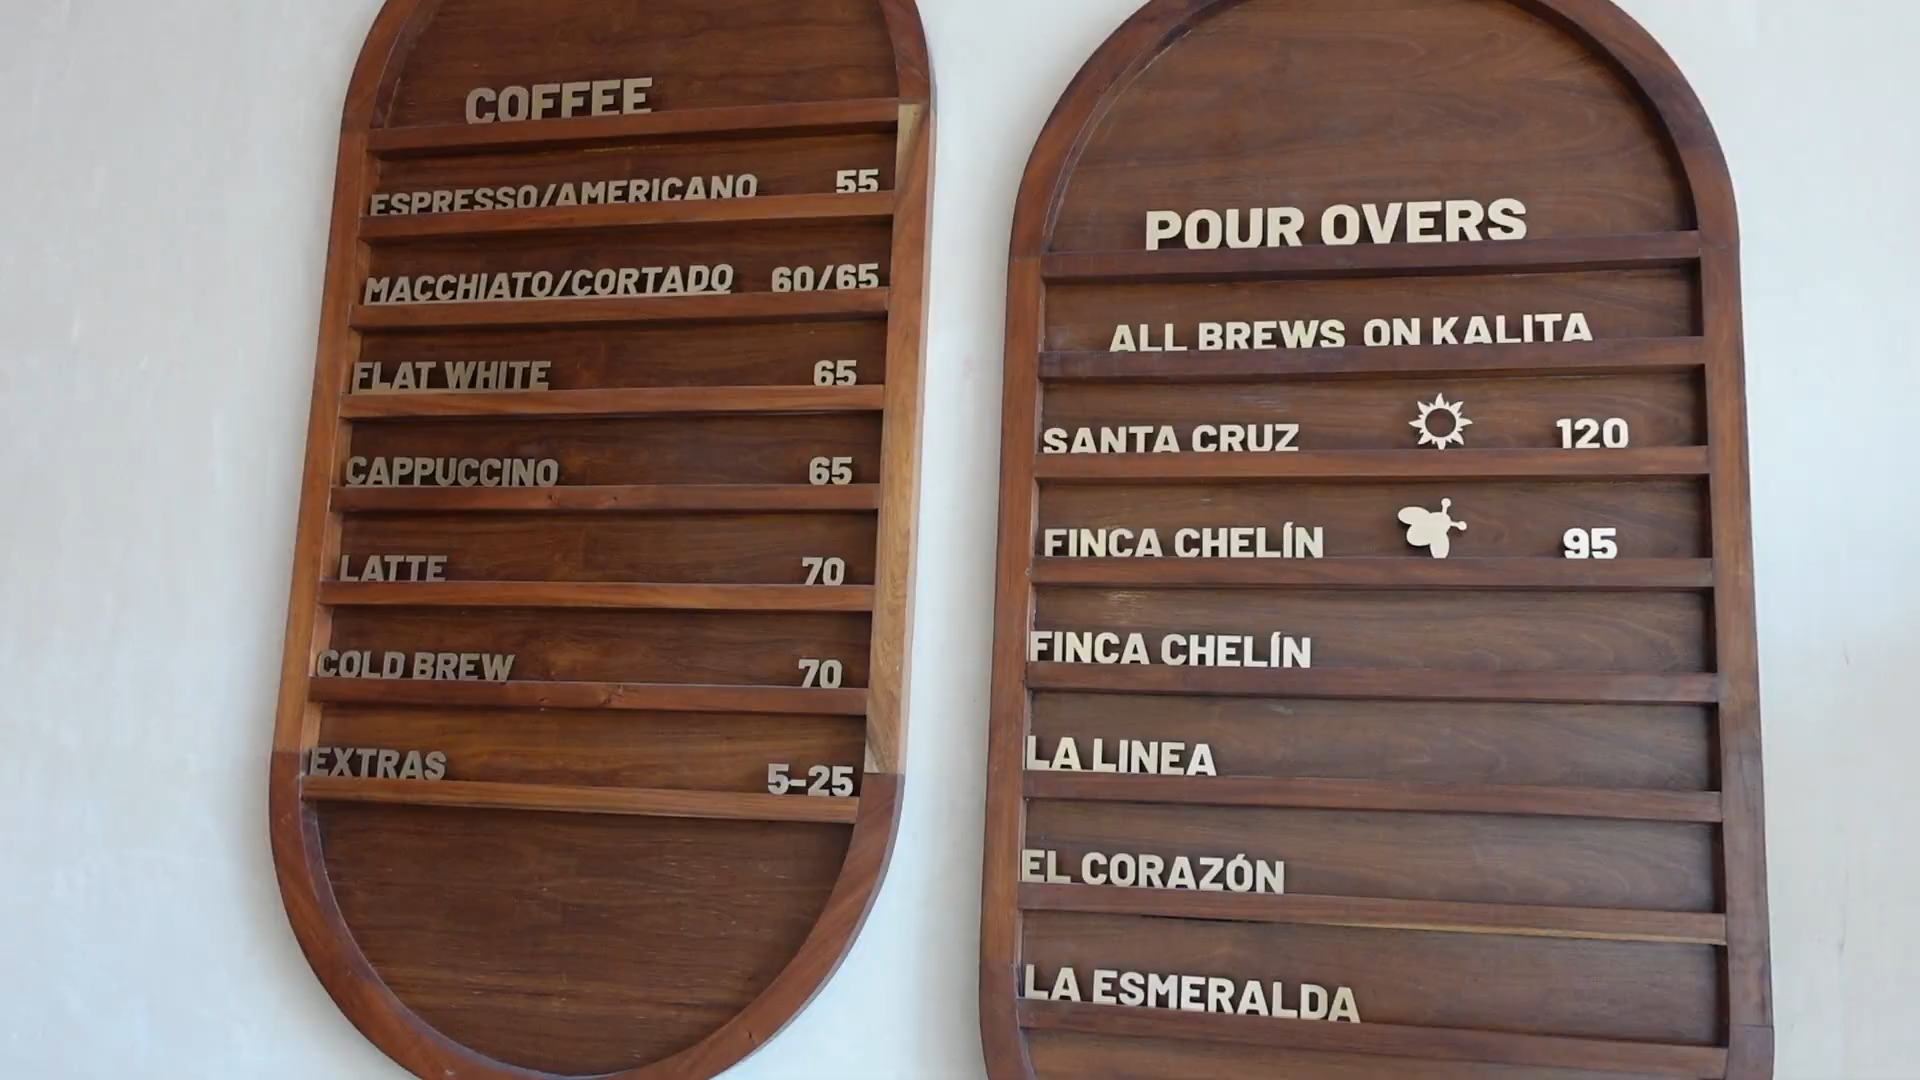 COFFEE
ESPRESSO/AMERICANO 55
MACCHIATO/CORTADO 60/65
FLAT WHITE 65
CAPPUCCINO 65
LATTE 70
COLD BREW 70
EXTRAS 5-25
POUR OVERS
ALL BREWS ON KALITA
SANTA CRUZ 120
FINCA CHELÍN 95
FINCA CHELÍN
LA LINEA
EL CORAZÓN
LA ESMERALDA